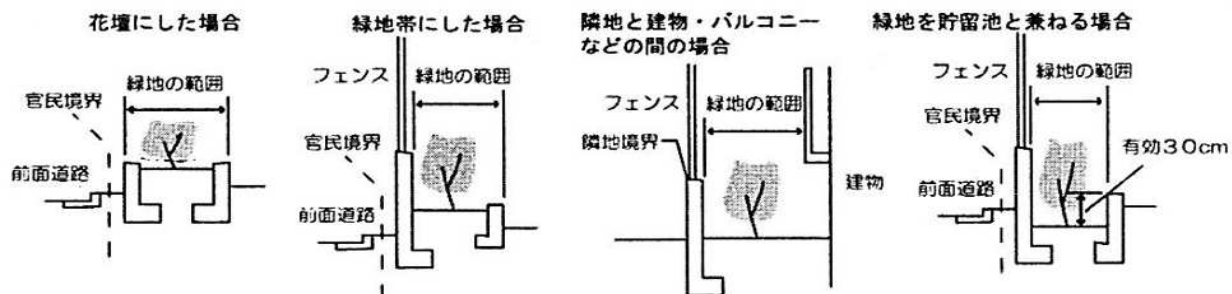 花壇にした場合
緑地の範囲
官民境界
前面道路
緑地帯にした場合
フェンス
緑地の範囲
官民境界
前面道路
隣地と建物・バルコニー
などの間の場合
フェンス
緑地の範囲
隣地境界
建物
緑地を貯留池と兼ねる場合
フェンス
緑地の範囲
官民境界
有効30cm
前面道路